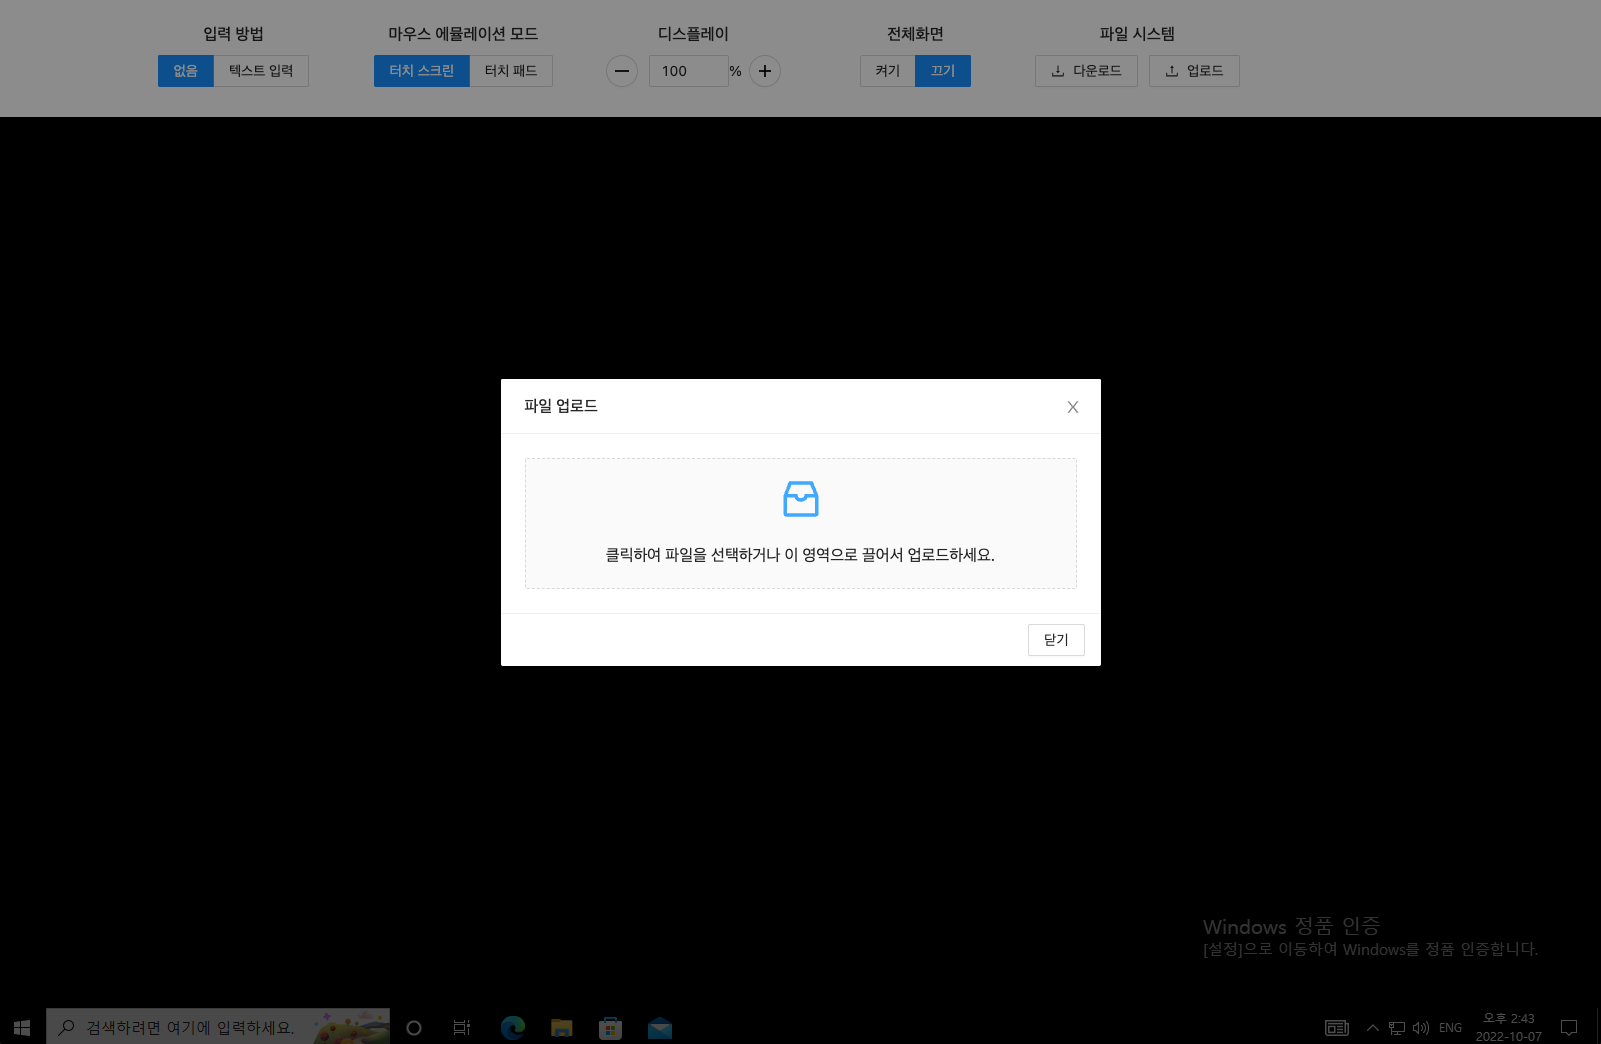 입력 방법
마우스 에뮬레이션 모드
디스플레이
전체화면
파일 시스템
없음 텍스트 입력
터치 스크린 터치 패드
100 %
켜기 끄기
다운로드 업로드
파일 업로드
클릭하여 파일을 선택하거나 이 영역으로 끌어서 업로드하세요.
닫기
Windows 정품 인증
[설정]으로 이동하여 Windows를 정품 인증합니다.
검색하려면 여기에 입력하세요.
ENG
오후 2:43
2022-10-07